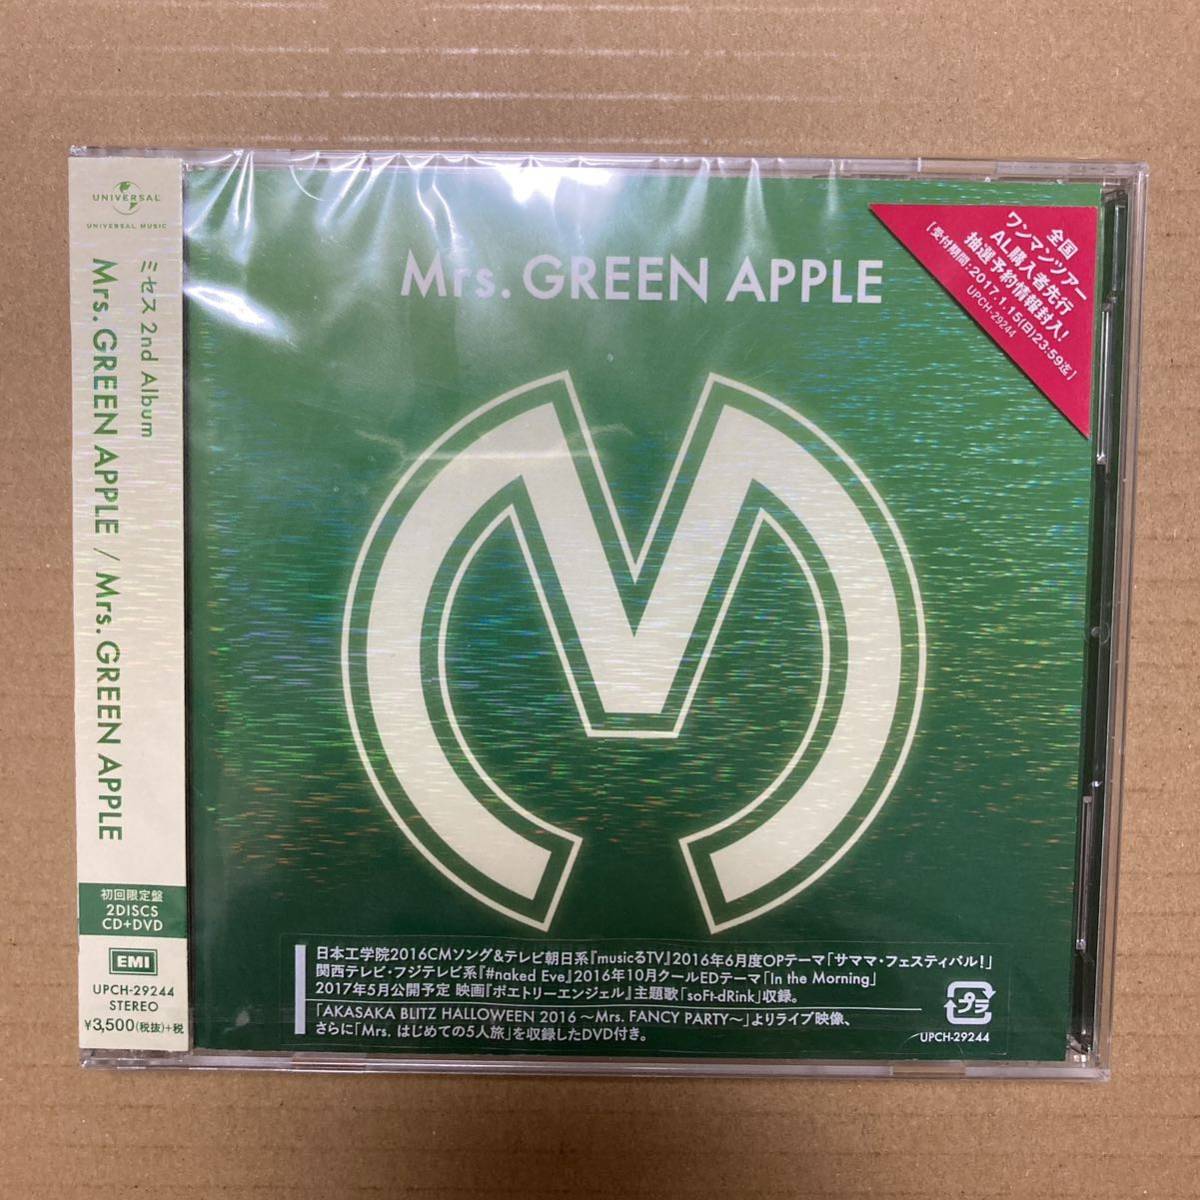 UNIVERSAL
UNIVERSAL MUSIC
ミセス 2nd Album
Mrs. GREEN APPLE / Mrs. GREEN APPLE
初回限定盤
2DISCS
CD+DVD
EMI
UPCH-29244
STEREO
¥3,500(税抜)+税
Mrs. GREEN APPLE
全国
ワンマンツアー
AL購入者先行
抽選予約情報封入!
「受付期間:2017.1.15(日)23:59迄」
UPCH-29244
日本工学院2016CMソング&テレビ朝日系『musicるTV』2016年6月度OPテーマ「サママ・フェスティバル!」
関西テレビ・フジテレビ系『#naked Eve』2016年10月クールEDテーマ「In the Morning」
2017年5月公開予定 映画『ポエトリーエンジェル』主題歌「soFt-dRink」収録。
「AKASAKA BLITZ HALLOWEEN 2016 〜Mrs. FANCY PARTY〜」よりライブ映像、
さらに「Mrs. はじめての5人旅」を収録したDVD付き。
プラ
UPCH-29244